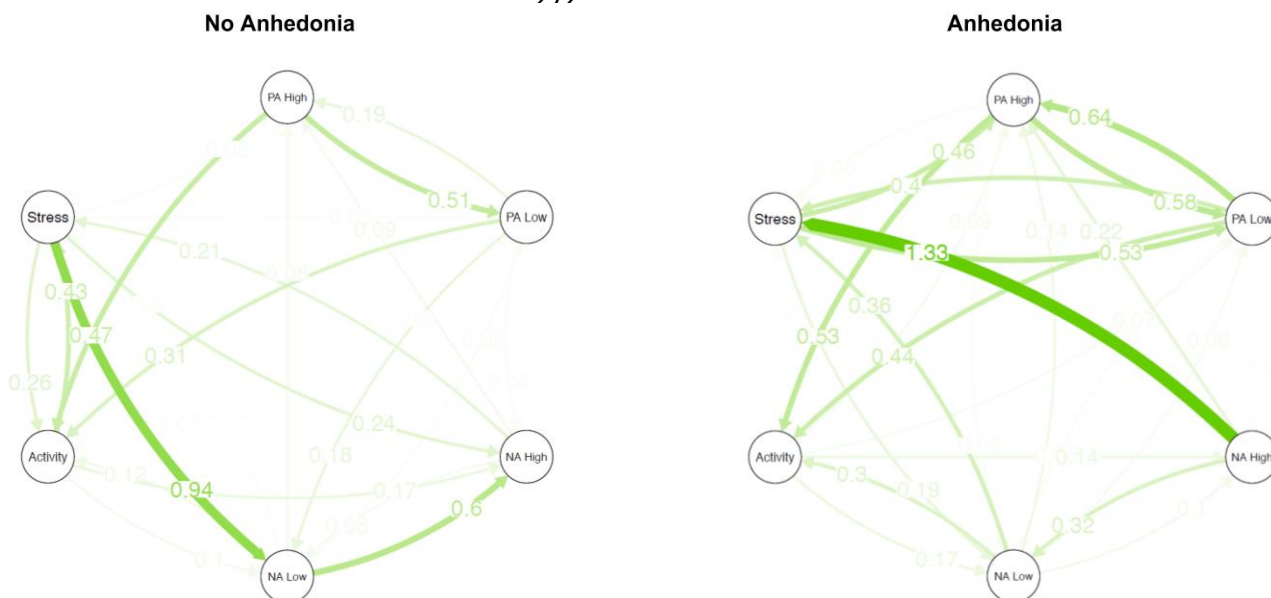 No Anhedonia
Anhedonia
PA High
PA High
0.19
0.64
0.46
0.4
0.51
0.58
Stress
PA Low
Stress
PA Low
0.09
0.09
0.14
0.22
0.21
1.33
0.53
0.43
0.36
0.47
0.53
0.31
0.44
0.26
0.24
Activity
NA High
Activity
NA High
0.18
0.14
0.12
0.3
0.94
0.17
0.19
0.6
0.32
0.1
0.17
NA Low
NA Low